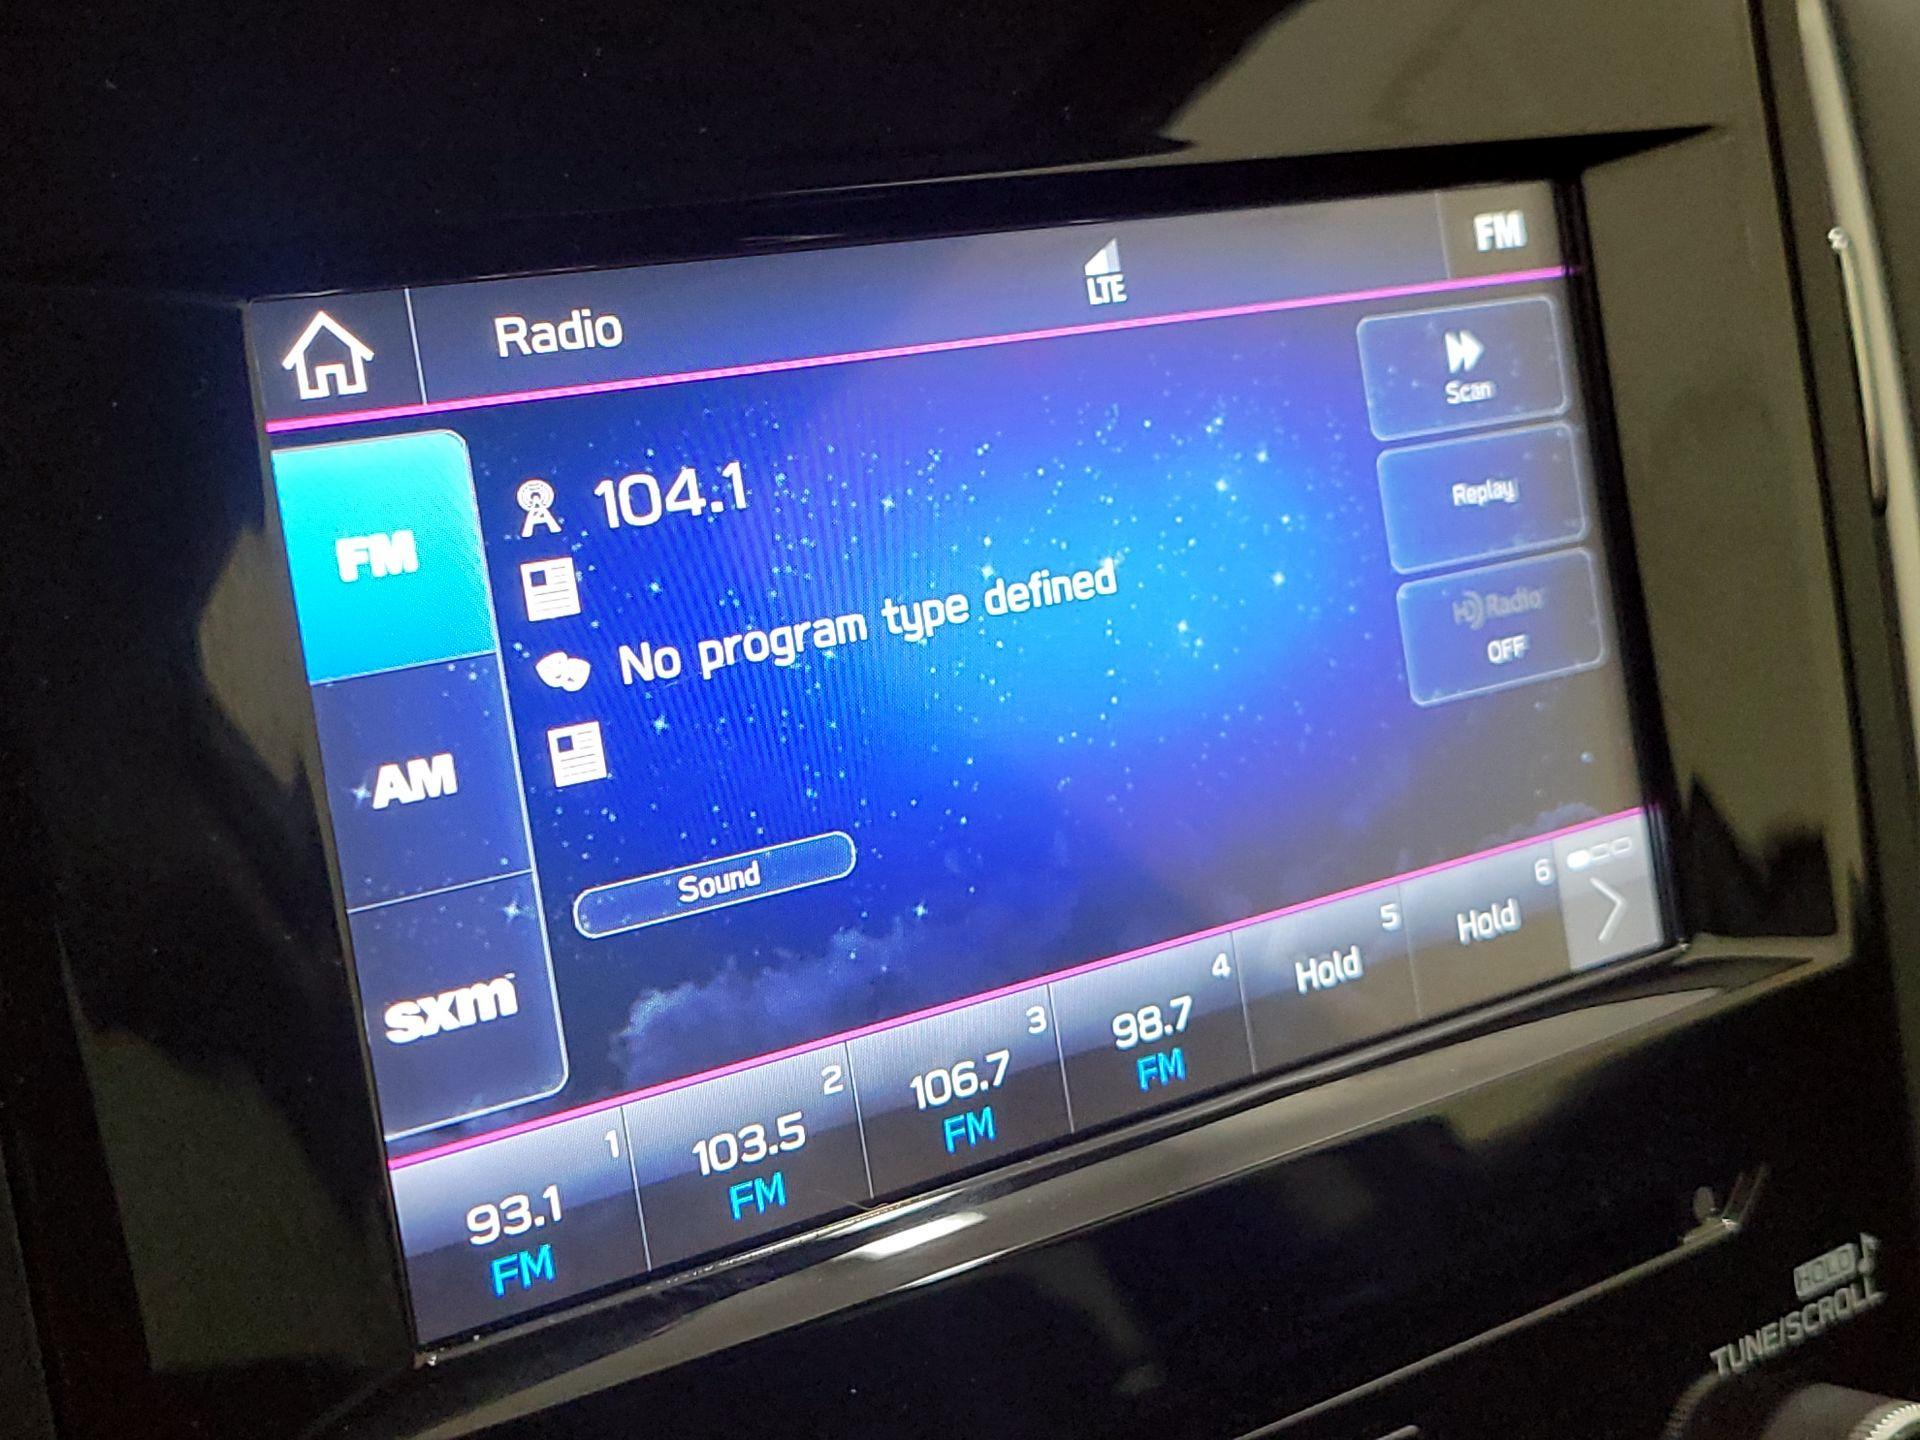 Radio
LTE
FM
FM
104.1
Scan
No program type defined
Replay
HD Radio
OFF
AM
Sound
sxm
1
93.1
FM
2
103.5
FM
3
106.7
FM
4
98.7
FM
5
Hold
6
Hold
HOLD
TUNE/SCROLL